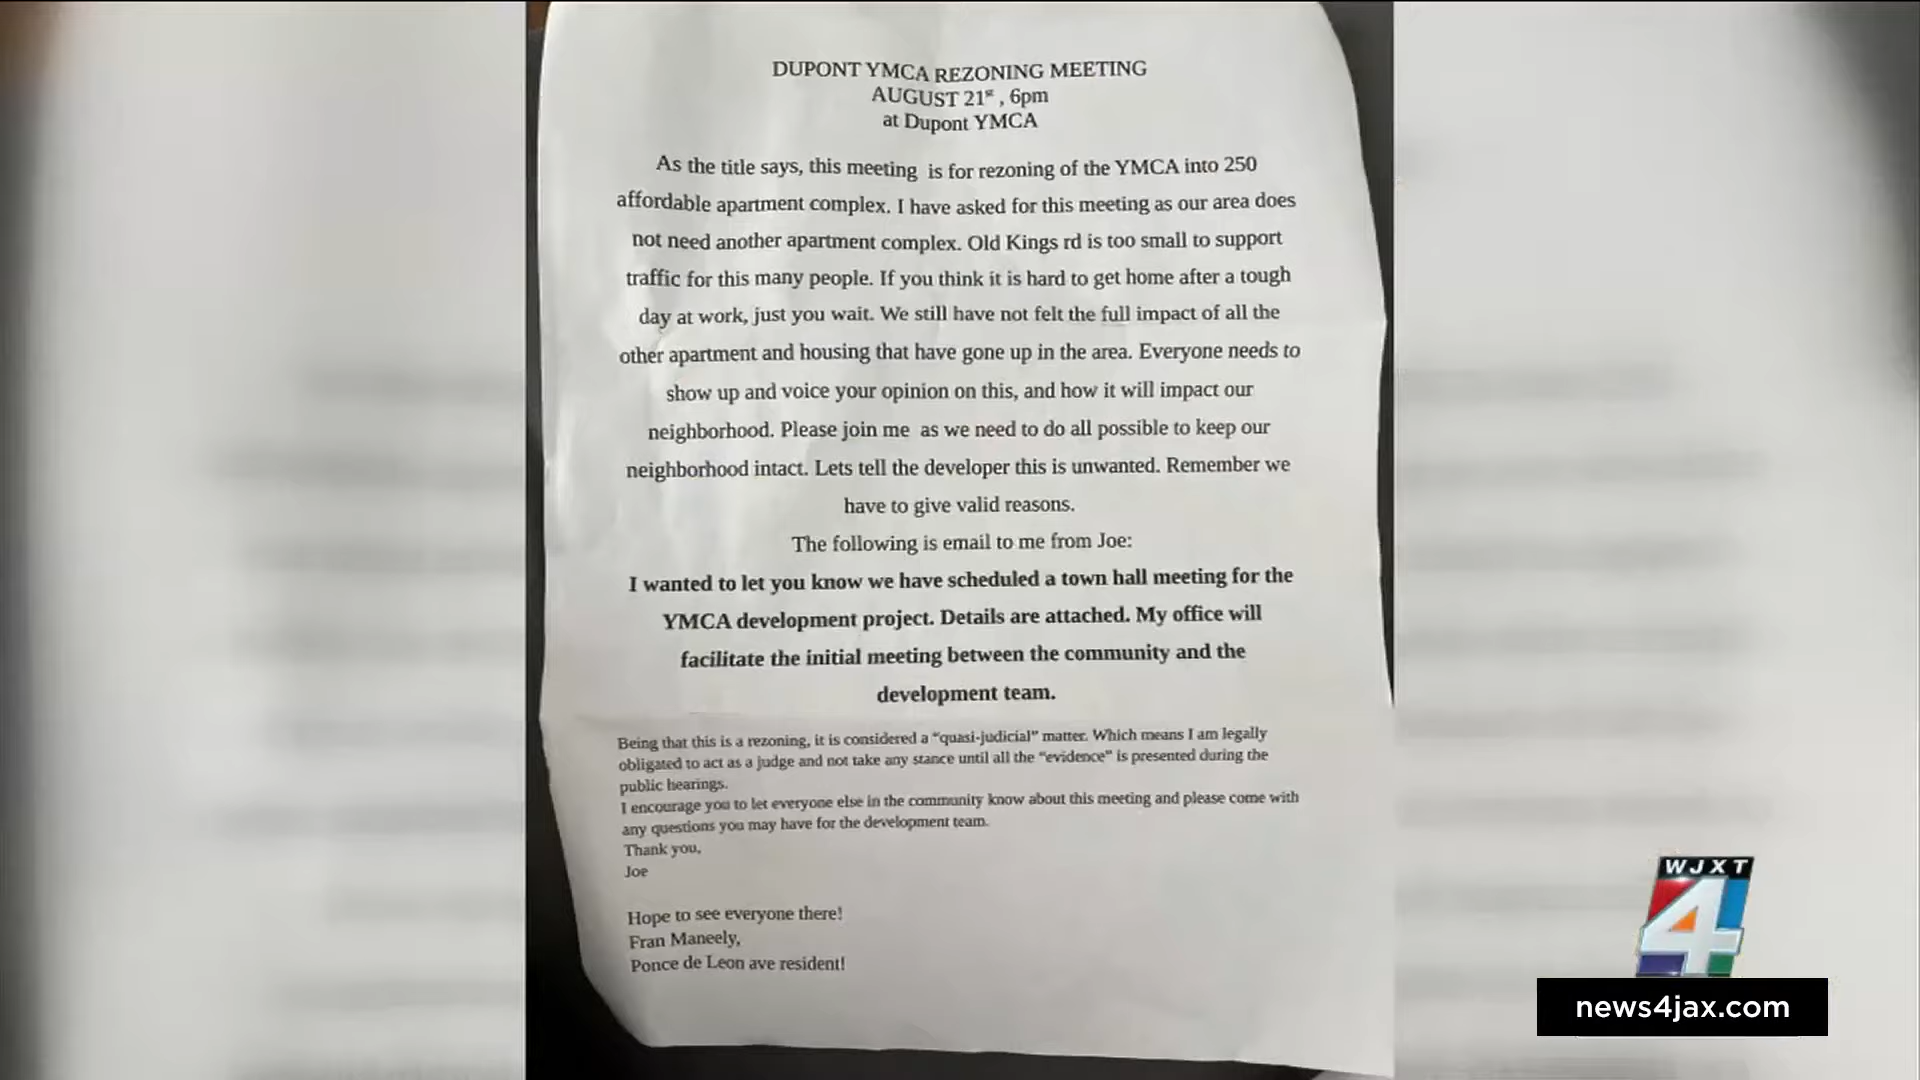 DUPONT YMCA REZONING MEETING
AUGUST 21st , 6pm
at Dupont YMCA
As the title says, this meeting is for rezoning of the YMCA into 250
affordable apartment complex. I have asked for this meeting as our area does
not need another apartment complex. Old Kings rd is too small to support
traffic for this many people. If you think it is hard to get home after a tough
day at work, just you wait. We still have not felt the full impact of all the
other apartment and housing that have gone up in the area. Everyone needs to
show up and voice your opinion on this, and how it will impact our
neighborhood. Please join me as we need to do all possible to keep our
neighborhood intact. Lets tell the developer this is unwanted. Remember we
have to give valid reasons.
The following is email to me from Joe:
I wanted to let you know we have scheduled a town hall meeting for the
YMCA development project. Details are attached. My office will
facilitate the initial meeting between the community and the
development team.
Being that this is a rezoning, it is considered a “quasi-judicial” matter. Which means I am legally
obligated to act as a judge and not take any stance until all the “evidence” is presented during the
public hearings.
I encourage you to let everyone else in the community know about this meeting and please come with
any questions you may have for the development team.
Thank you,
Joe
Hope to see everyone there!
Fran Maneely,
Ponce de Leon ave resident!
WJXT
4
news4jax.com